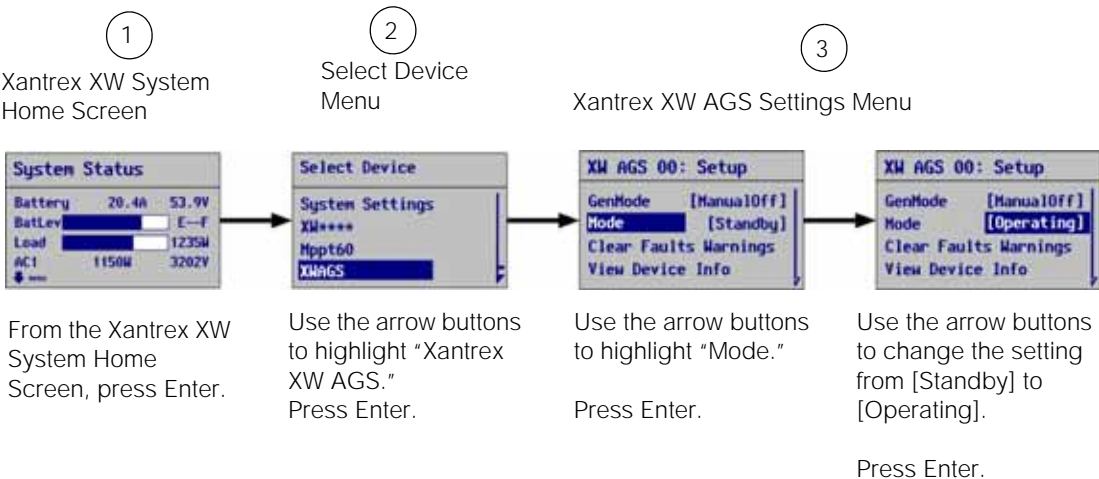 1
Xantrex XW System
Home Screen
2
Select Device
Menu
3
Xantrex XW AGS Settings Menu
System Status
Battery 20.4A 53.9V
BatLev E--F
Load 1235W
AC1 1150W 3202V
Select Device
System Settings
XW****
Mppt60
XWAGS
XW AGS 00: Setup
GenMode [ManualOff]
Mode [Standby]
Clear Faults Warnings
View Device Info
XW AGS 00: Setup
GenMode [ManualOff]
Mode [Operating]
Clear Faults Warnings
View Device Info
From the Xantrex XW
System Home
Screen, press Enter.
Use the arrow buttons
to highlight “Xantrex
XW AGS.”
Press Enter.
Use the arrow buttons
to highlight “Mode.”
Press Enter.
Use the arrow buttons
to change the setting
from [Standby] to
[Operating].
Press Enter.